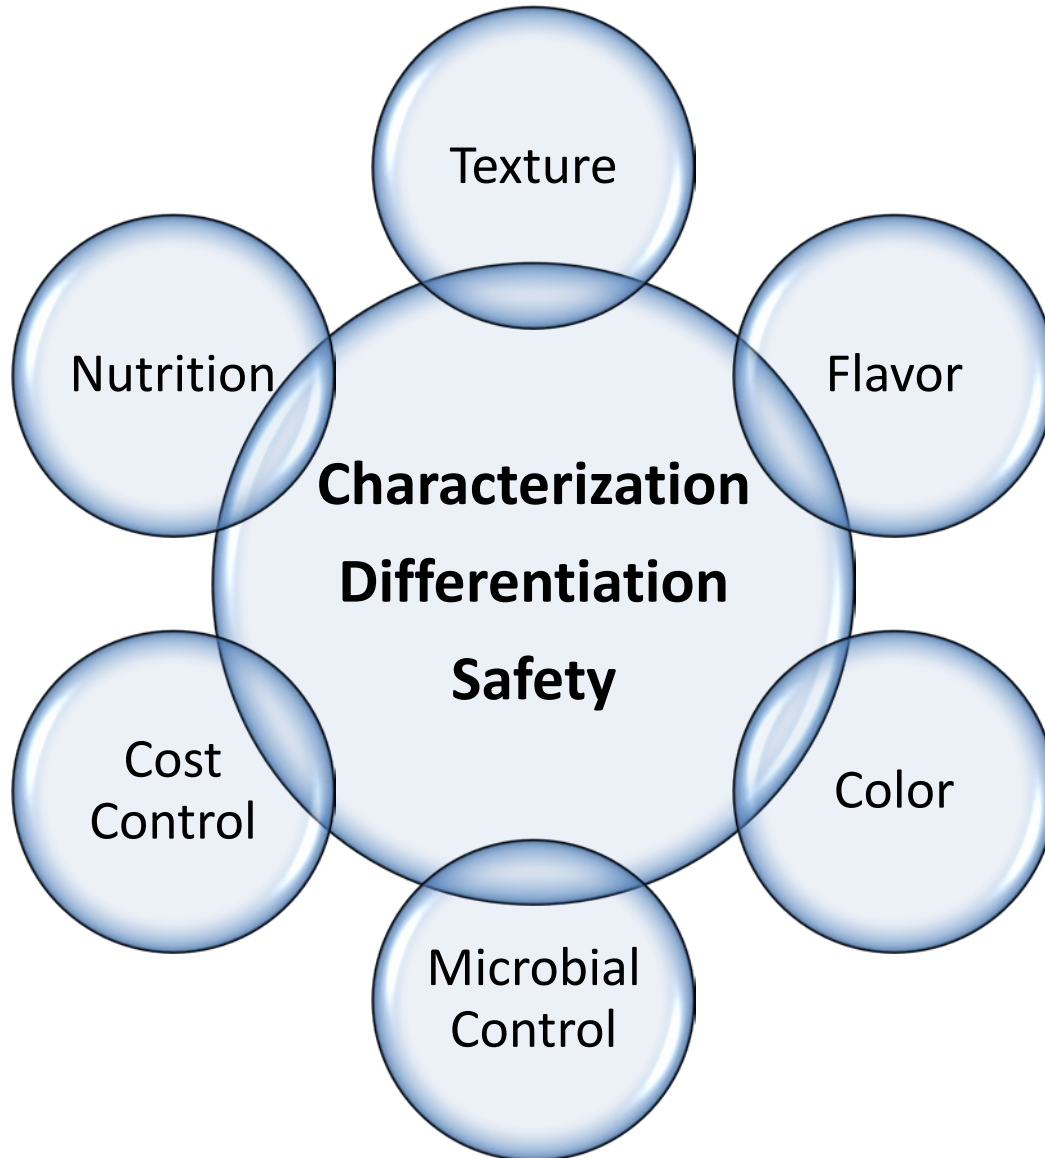 Texture
Nutrition
Flavor
Characterization
Differentiation
Safety
Cost
Control
Color
Microbial
Control